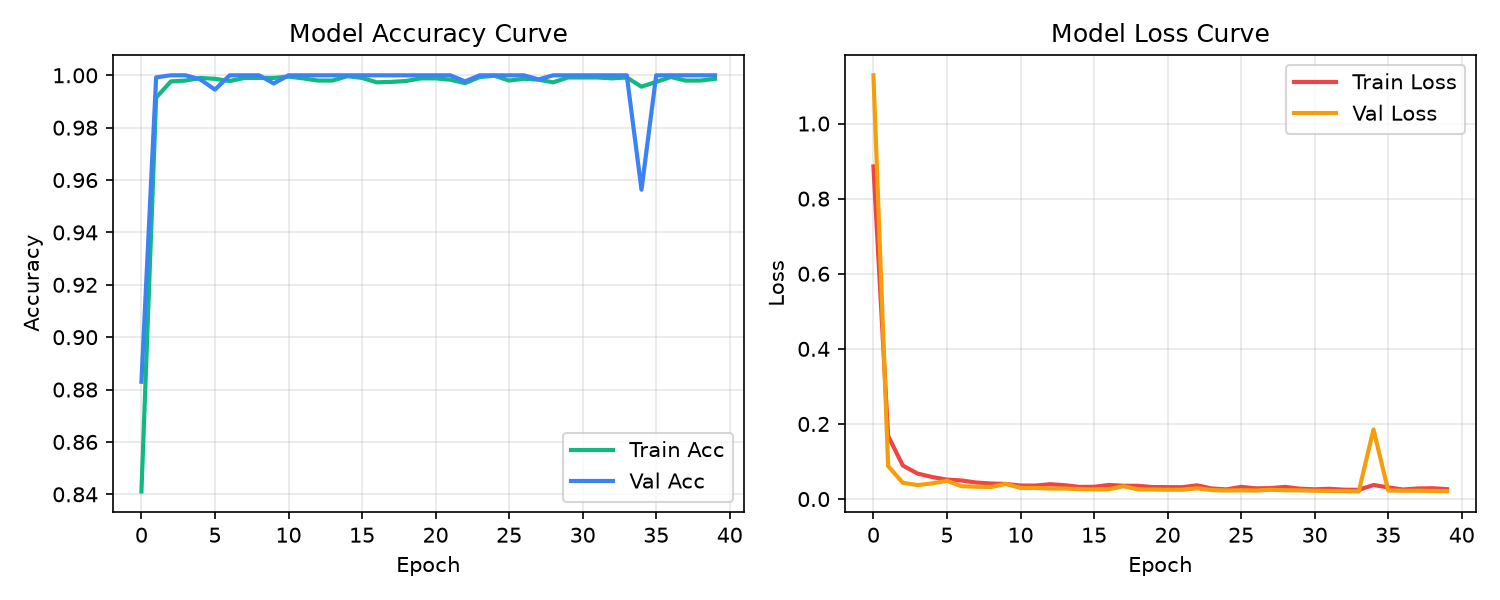 Model Accuracy Curve
1.00
0.98
0.96
0.94
0.92
0.90
0.88
0.86
0.84
Accuracy
Train Acc
Val Acc
0 5 10 15 20 25 30 35 40
Epoch
Model Loss Curve
1.0
0.8
0.6
0.4
0.2
0.0
Loss
Train Loss
Val Loss
0 5 10 15 20 25 30 35 40
Epoch